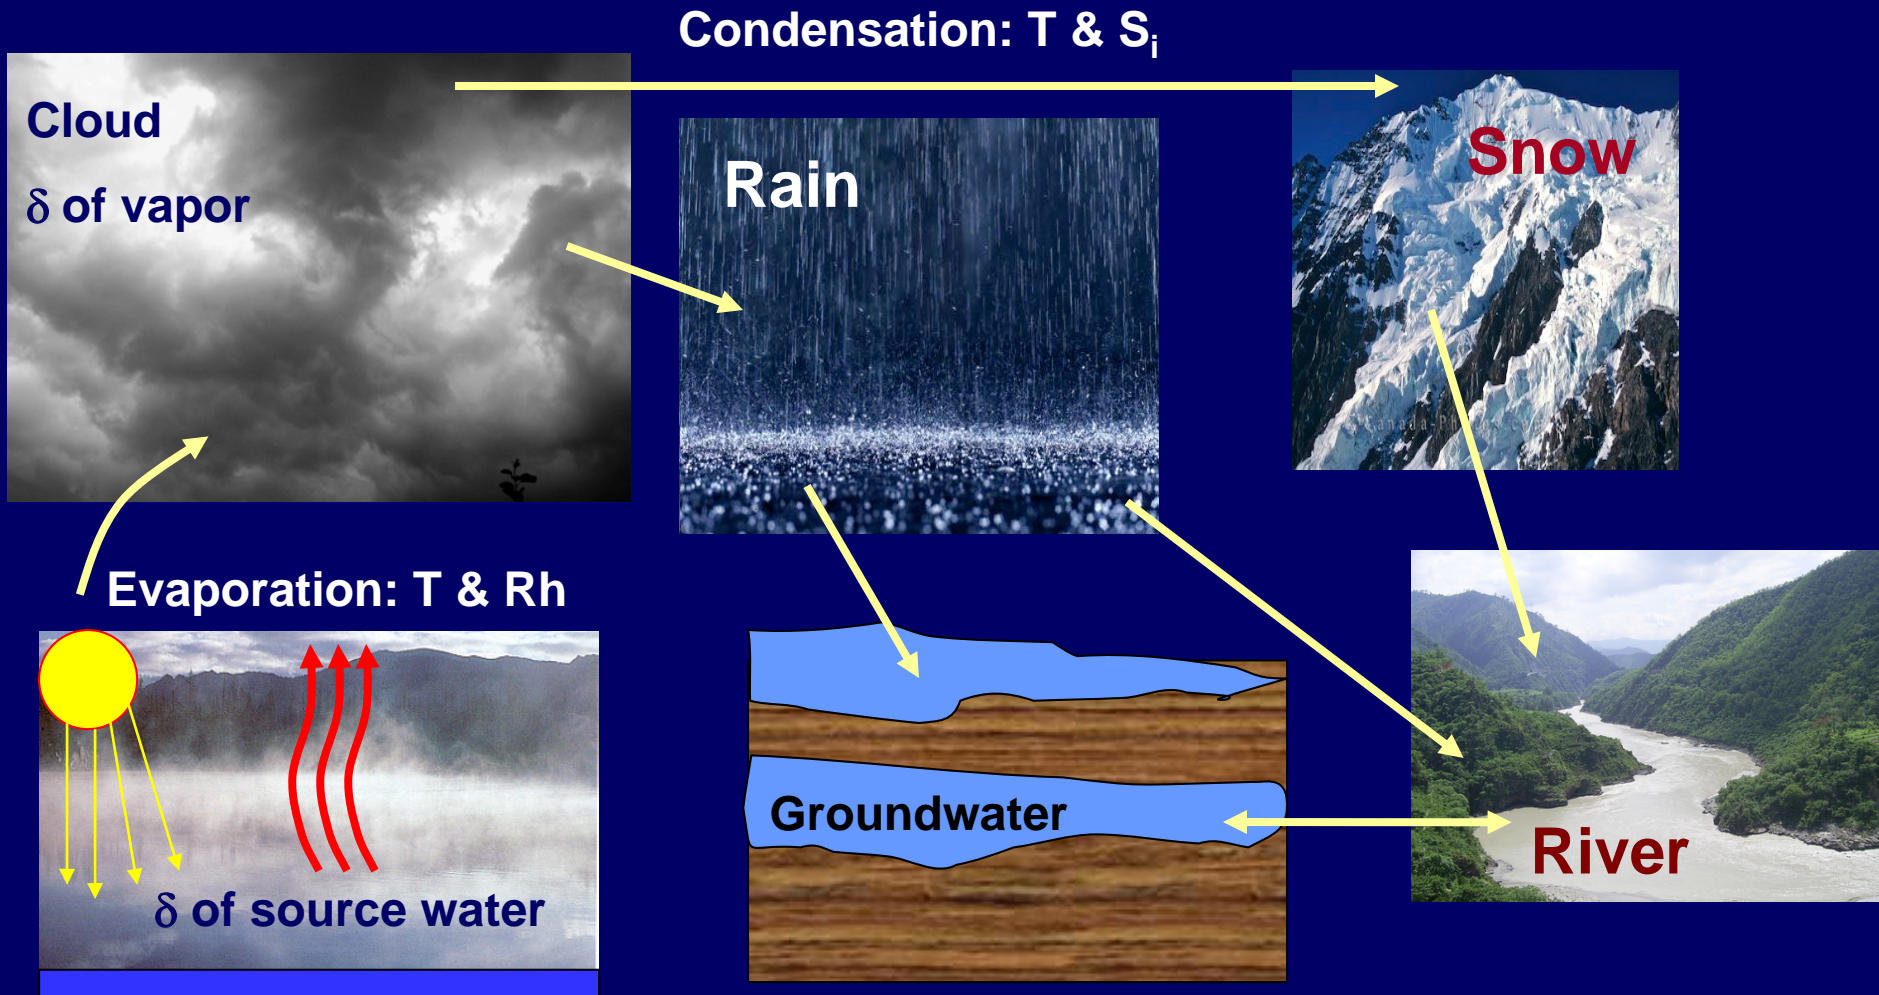 Condensation: T & Sᵢ
Cloud
δ of vapor
Rain
Snow
Evaporation: T & Rh
Groundwater
River
δ of source water